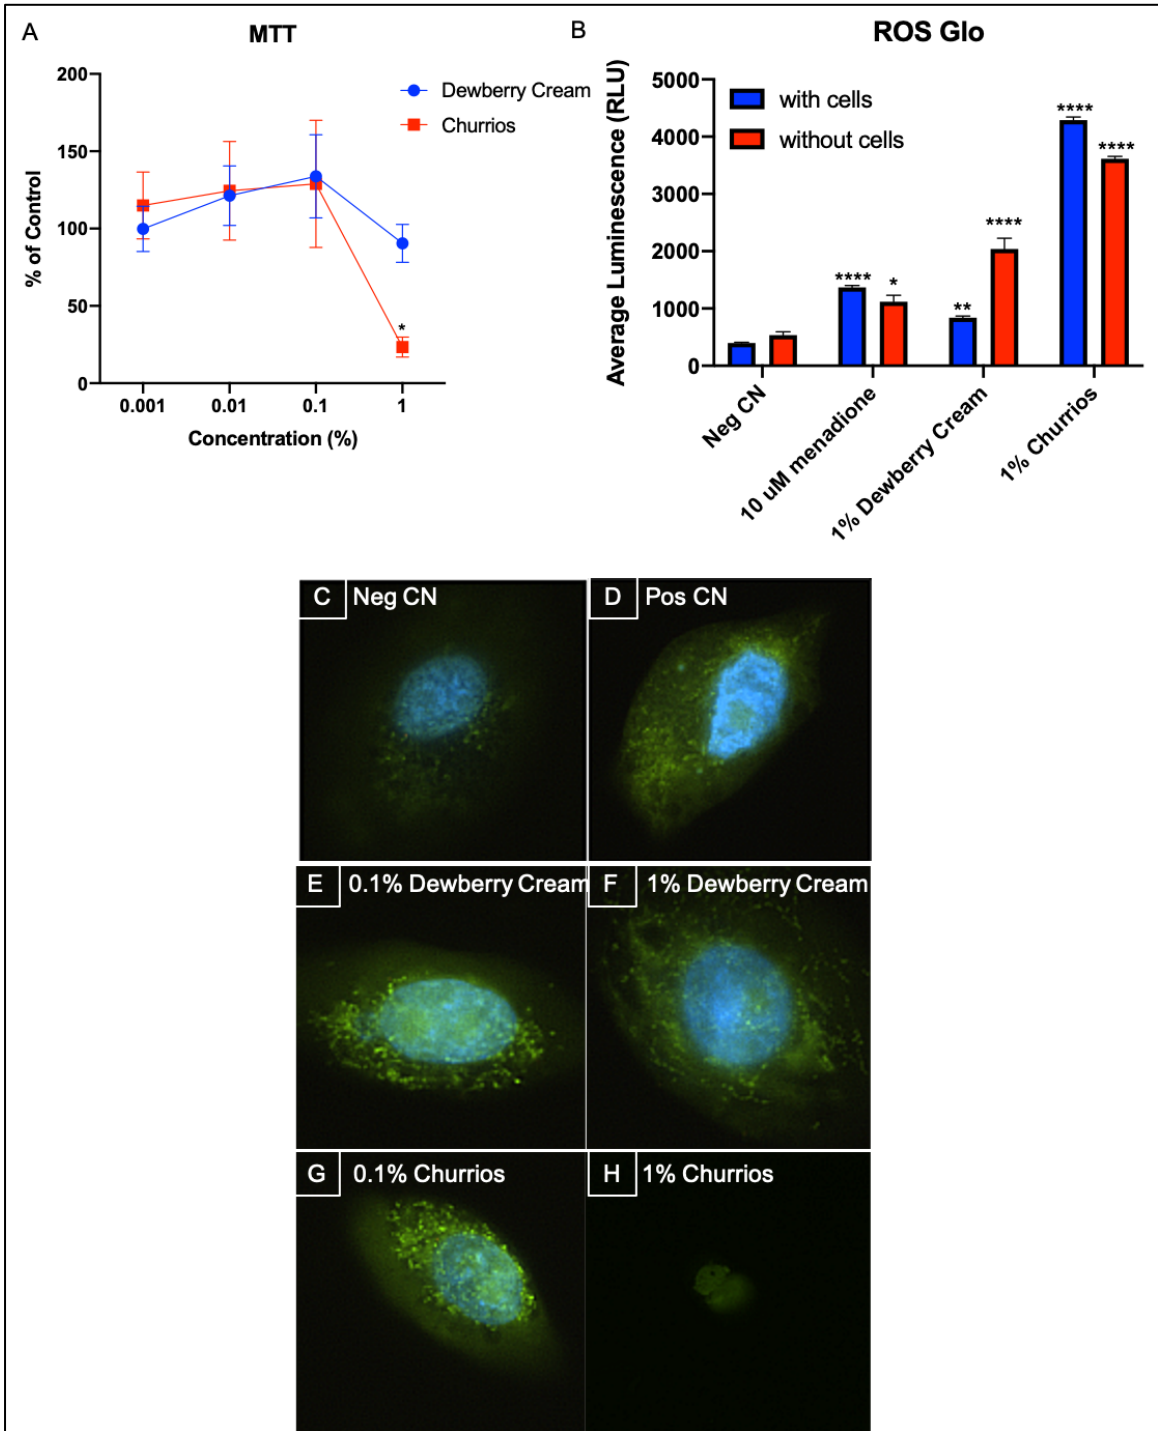 A
MTT
200
150
100
50
0
% of Control
0.001
0.01
0.1
1
Concentration (%)
Dewberry Cream
Churrios
*
B
ROS Glo
5000
4000
3000
2000
1000
0
Average Luminescence (RLU)
with cells
without cells
****
*
**
****
****
****
Neg CN
10 uM menadione
1% Dewberry Cream
1% Churrios
C Neg CN
D Pos CN
E 0.1% Dewberry Cream
F 1% Dewberry Cream
G 0.1% Churrios
H 1% Churrios